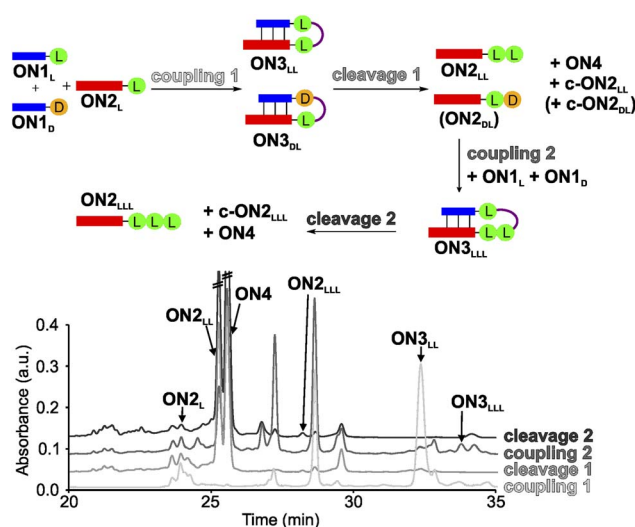 L
ON1L
+
D
ON1D
+
L
ON2L
coupling 1
L
L
ON3LL
D
L
ON3DL
cleavage 1
L L
ON2LL
L D
(ON2DL)
+ ON4
+ c-ON2LL
(+ c-ON2DL)
coupling 2
+ ON1L + ON1D
L
L L
ON3LLL
cleavage 2
ON2LLL
L L L
+ c-ON2LLL
+ ON4
Absorbance (a.u.)
0.4
0.3
0.2
0.1
0.0
ON2L
ON2LL
ON4
ON2LLL
ON3LL
ON3LLL
cleavage 2
coupling 2
cleavage 1
coupling 1
20 25 30 35
Time (min)